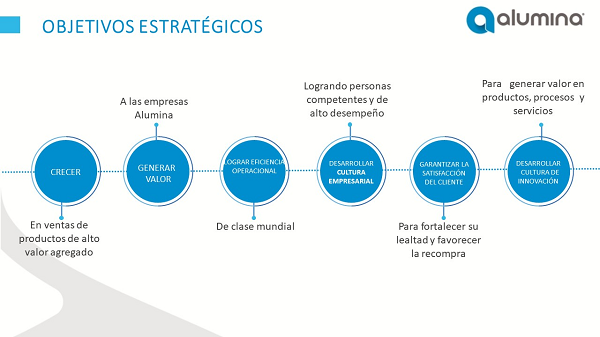 OBJETIVOS ESTRATÉGICOS
alumina
A las empresas
Alumina
Logrando personas
competentes y de
alto desempeño
Para generar valor en
productos, procesos y
servicios
CRECER
GENERAR
VALOR
LOGRAR EFICIENCIA
OPERACIONAL
DESARROLLAR
CULTURA
EMPRESARIAL
GARANTIZAR LA
SATISFACCIÓN
DEL CLIENTE
DESARROLLAR
CULTURA DE
INNOVACIÓN
En ventas de
productos de alto
valor agregado
De clase mundial
Para fortalecer su
lealtad y favorecer
la recompra